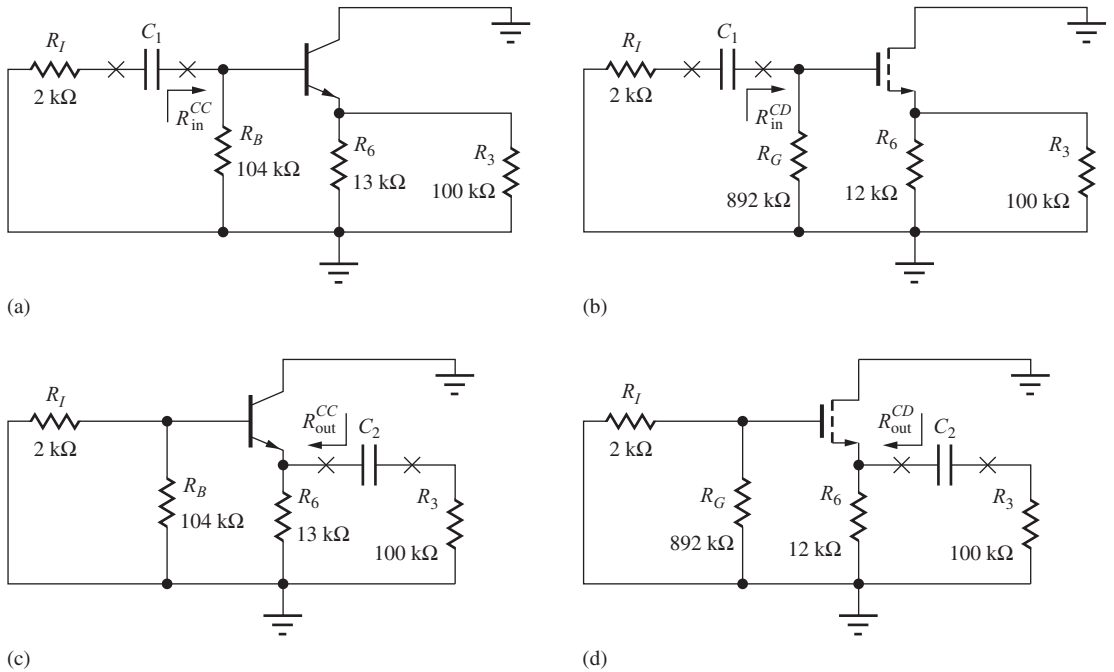 R_I
2 kΩ
C_1
R_in^CC
R_B
104 kΩ
R_6
13 kΩ
R_3
100 kΩ
(a)
R_I
2 kΩ
C_1
R_in^CD
R_G
892 kΩ
R_6
12 kΩ
R_3
100 kΩ
(b)
R_I
2 kΩ
R_B
104 kΩ
R_out^CC
C_2
R_6
13 kΩ
R_3
100 kΩ
(c)
R_I
2 kΩ
R_G
892 kΩ
R_out^CD
C_2
R_6
12 kΩ
R_3
100 kΩ
(d)